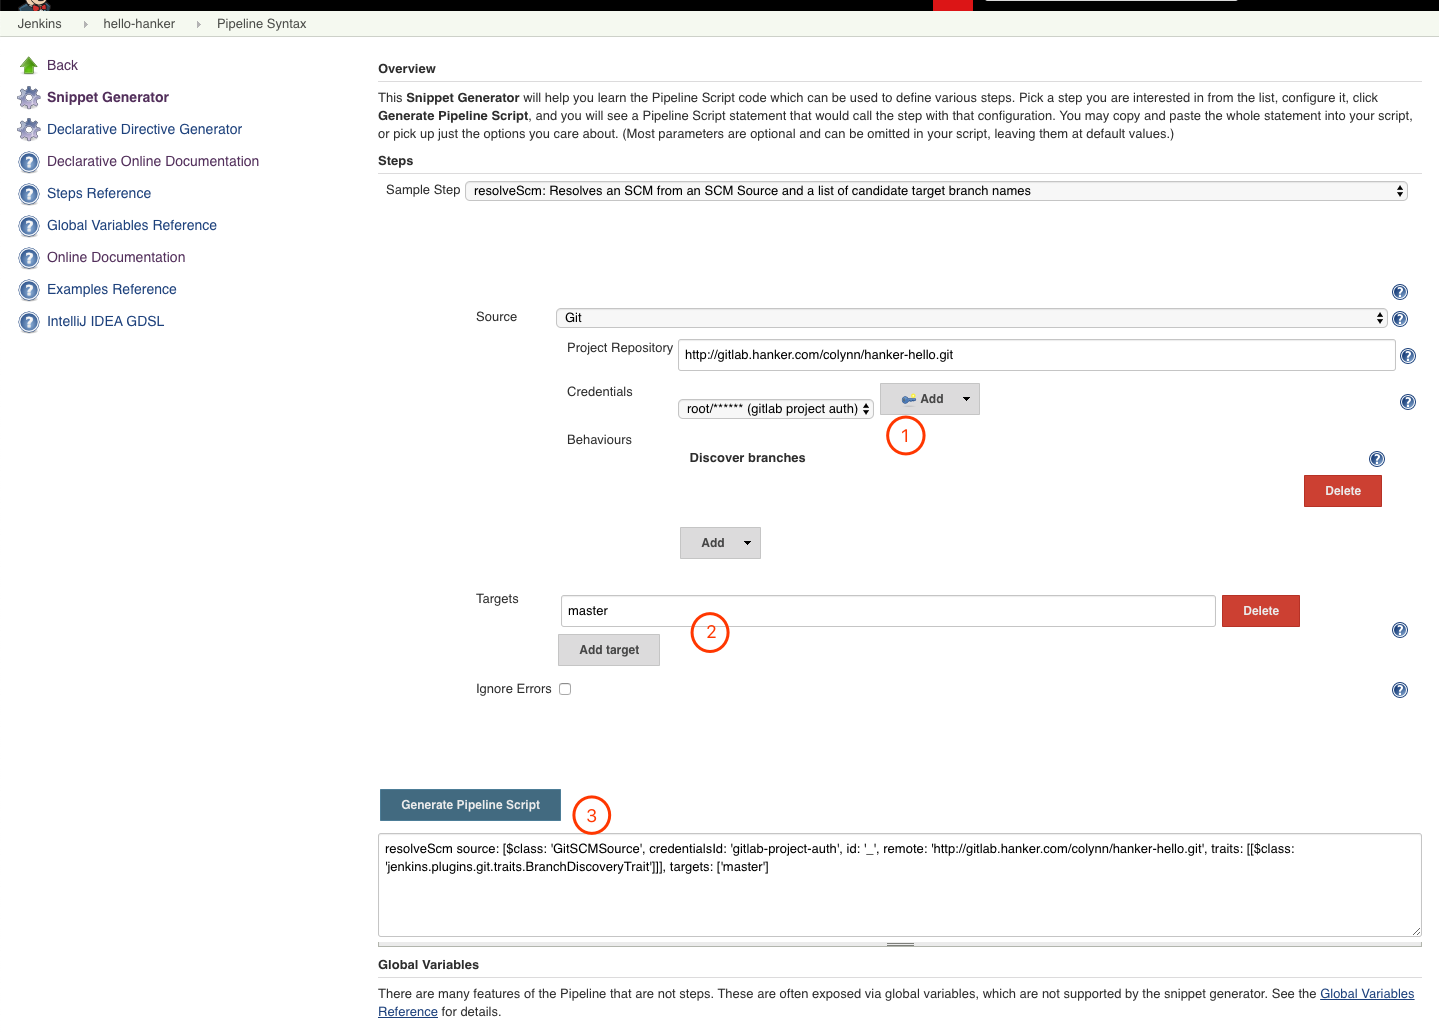 Jenkins hello-hanker Pipeline Syntax
Back
Snippet Generator
Declarative Directive Generator
Declarative Online Documentation
Steps Reference
Global Variables Reference
Online Documentation
Examples Reference
IntelliJ IDEA GDSL
Overview
This Snippet Generator will help you learn the Pipeline Script code which can be used to define various steps. Pick a step you are interested in from the list, configure it, click
Generate Pipeline Script, and you will see a Pipeline Script statement that would call the step with that configuration. You may copy and paste the whole statement into your script,
or pick up just the options you care about. (Most parameters are optional and can be omitted in your script, leaving them at default values.)
Steps
Sample Step resolveScm: Resolves an SCM from an SCM Source and a list of candidate target branch names
Source Git
Project Repository http://gitlab.hanker.com/colynn/hanker-hello.git
Credentials root/****** (gitlab project auth) Add
1
Behaviours
Discover branches
Delete
Add
Targets master Delete
2
Add target
Ignore Errors
Generate Pipeline Script 3
resolveScm source: [$class: 'GitSCMSource', credentialsId: 'gitlab-project-auth', id: '_', remote: 'http://gitlab.hanker.com/colynn/hanker-hello.git', traits: [[$class:
'jenkins.plugins.git.traits.BranchDiscoveryTrait']]], targets: ['master']
Global Variables
There are many features of the Pipeline that are not steps. These are often exposed via global variables, which are not supported by the snippet generator. See the Global Variables
Reference for details.